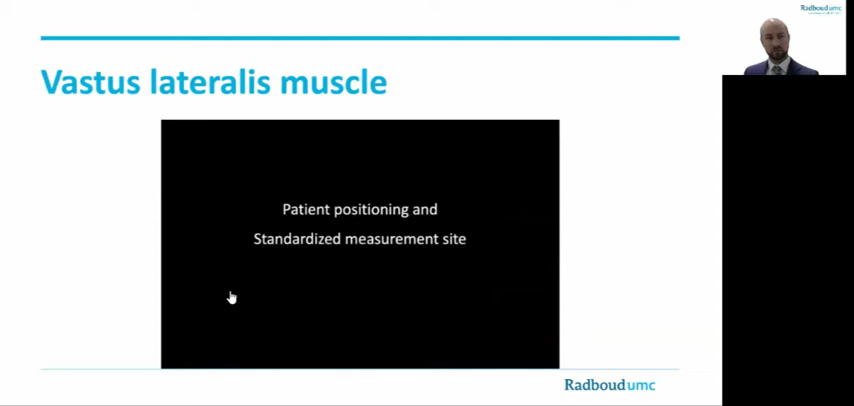 Radboudumc
Vastus lateralis muscle
Patient positioning and
Standardized measurement site
Radboudumc